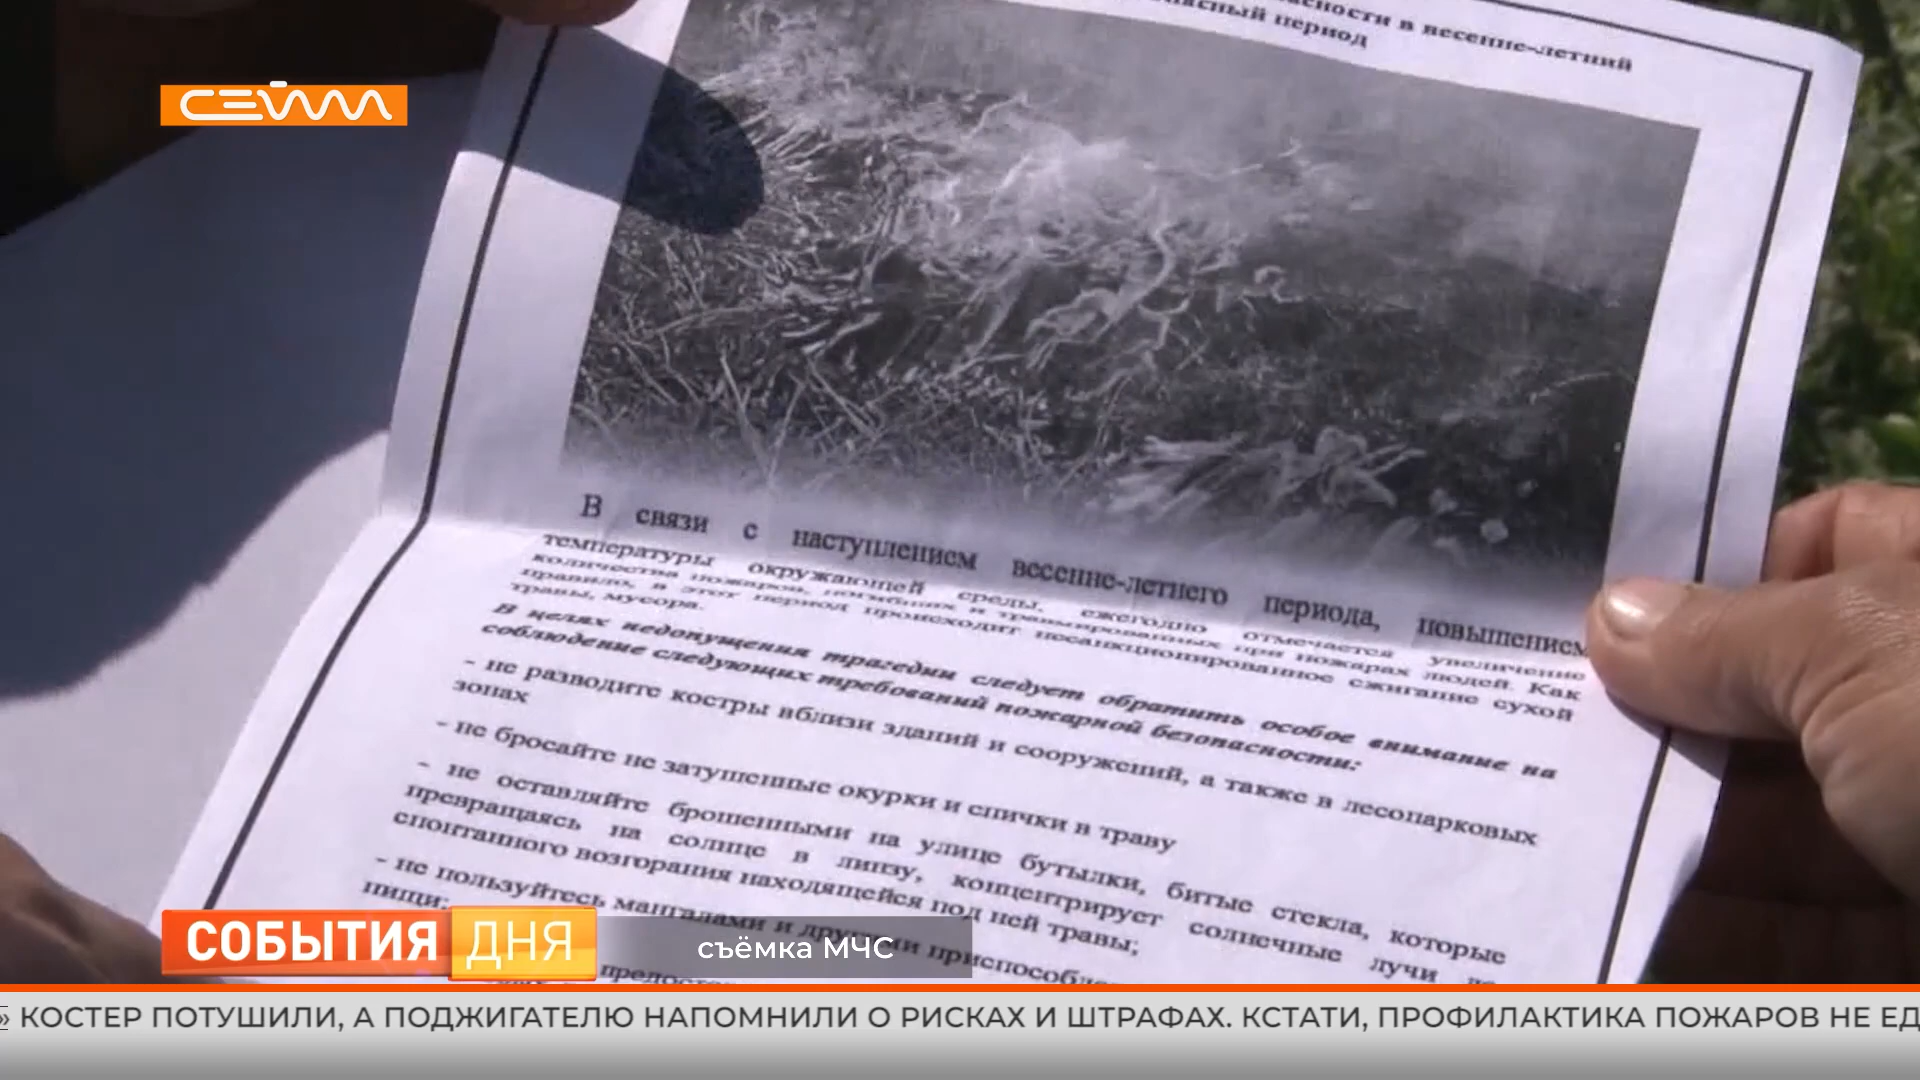 асности в весенне-летний
асный период
СЕЙМ
В связи с наступлением весенне-летнего периода, повышением
температуры окружающей среды, ежегодно отмечается увеличение
количества пожаров, погибших и травмированных при пожарах людей. Как
правило, в этот период происходит несанкционированное сжигание сухой
травы, мусора.
В целях недопущения трагедии следует обратить особое внимание на
соблюдение следующих требований пожарной безопасности:
- не разводите костры вблизи зданий и сооружений, а также в лесопарковых
зонах
- не бросайте не затушенные окурки и спички в траву
- не оставляйте брошенными на улице бутылки, битые стекла, которые
превращаясь на солнце в линзу, концентрирует солнечные лучи до
спонтанного возгорания находящейся под ней травы;
- не пользуйтесь мангалами и другими приспособле
пищи;
предосте
СОБЫТИЯ ДНЯ
съёмка МЧС
» КОСТЕР ПОТУШИЛИ, А ПОДЖИГАТЕЛЮ НАПОМНИЛИ О РИСКАХ И ШТРАФАХ. КСТАТИ, ПРОФИЛАКТИКА ПОЖАРОВ НЕ ЕД